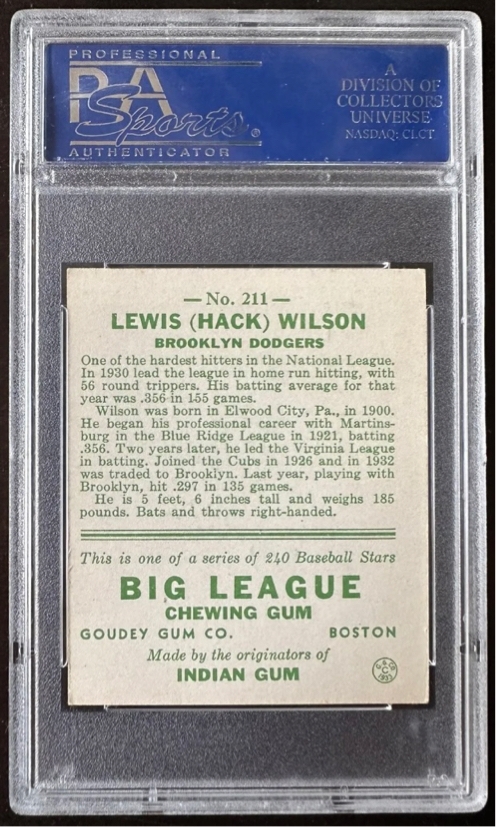 PROFESSIONAL
PSA
Sports
AUTHENTICATOR
A
DIVISION OF
COLLECTORS
UNIVERSE
NASDAQ: CLCT
— No. 211 —
LEWIS (HACK) WILSON
BROOKLYN DODGERS
One of the hardest hitters in the National League.
In 1930 lead the league in home run hitting, with
56 round trippers. His batting average for that
year was .356 in 155 games.
Wilson was born in Elwood City, Pa., in 1900.
He began his professional career with Martins-
burg in the Blue Ridge League in 1921, batting
.356. Two years later, he led the Virginia League
in batting. Joined the Cubs in 1926 and in 1932
was traded to Brooklyn. Last year, playing with
Brooklyn, hit .297 in 135 games.
He is 5 feet, 6 inches tall and weighs 185
pounds. Bats and throws right-handed.
This is one of a series of 240 Baseball Stars
BIG LEAGUE
CHEWING GUM
GOUDEY GUM CO. BOSTON
Made by the originators of
INDIAN GUM